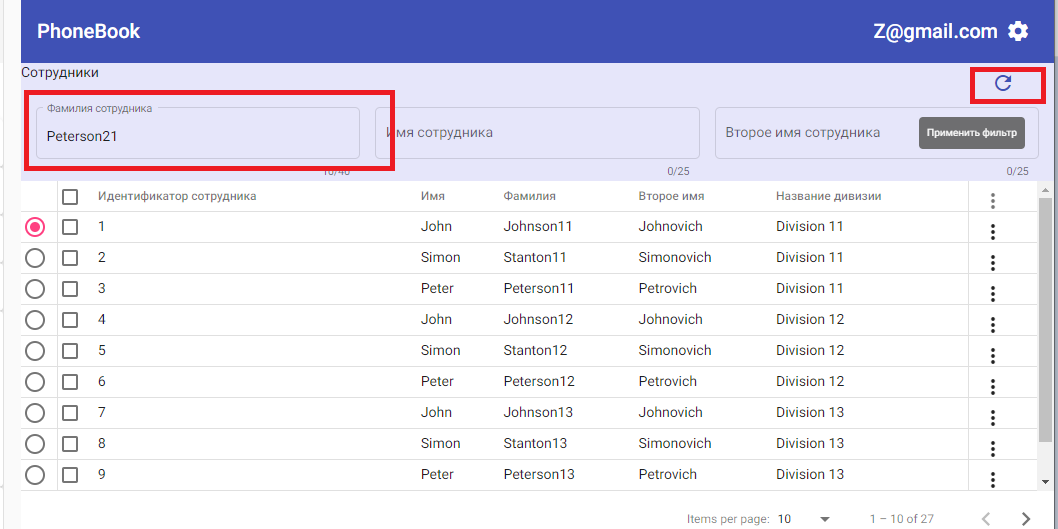 PhoneBook Z@gmail.com
Сотрудники
Фамилия сотрудника
Peterson21 Имя сотрудника Второе имя сотрудника Применить фильтр
10/40 0/25 0/25
Идентификатор сотрудника Имя Фамилия Второе имя Название дивизии
1 John Johnson11 Johnovich Division 11
2 Simon Stanton11 Simonovich Division 11
3 Peter Peterson11 Petrovich Division 11
4 John Johnson12 Johnovich Division 12
5 Simon Stanton12 Simonovich Division 12
6 Peter Peterson12 Petrovich Division 12
7 John Johnson13 Johnovich Division 13
8 Simon Stanton13 Simonovich Division 13
9 Peter Peterson13 Petrovich Division 13
Items per page: 10 1 – 10 of 27